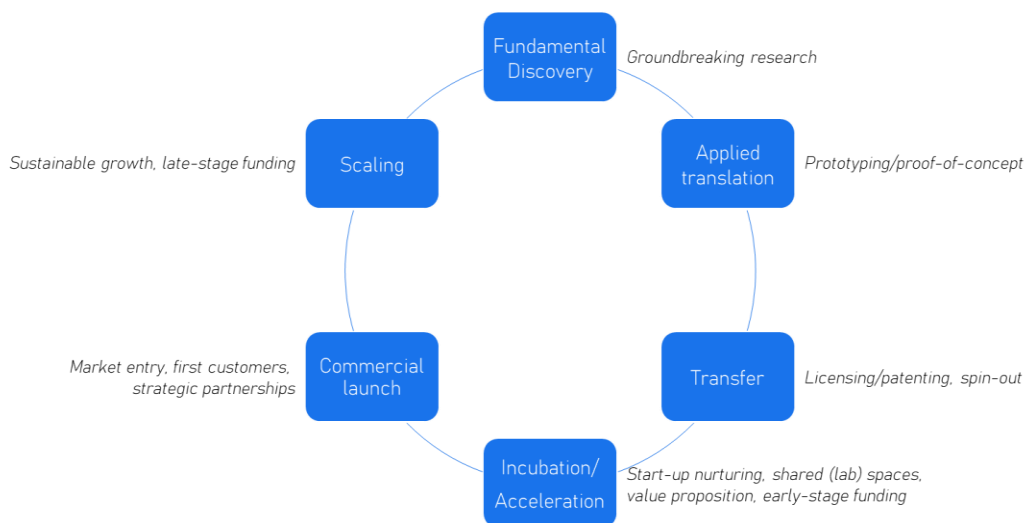 Fundamental
Discovery
Groundbreaking research
Applied
translation
Prototyping/proof-of-concept
Transfer
Licensing/patenting, spin-out
Incubation/
Acceleration
Start-up nurturing, shared (lab) spaces,
value proposition, early-stage funding
Commercial
launch
Market entry, first customers,
strategic partnerships
Scaling
Sustainable growth, late-stage funding